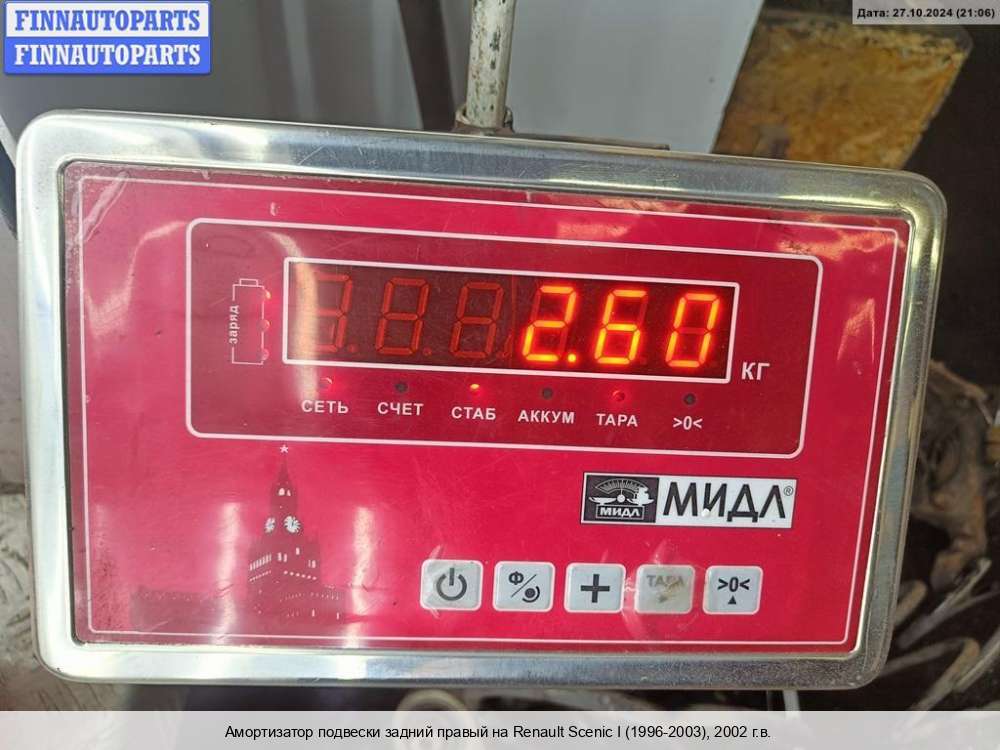 FINNAUTOPARTS
FINNAUTOPARTS
Дата: 27.10.2024 (21:06)
заряд
2.60
КГ
СЕТЬ СЧЕТ СТАБ АККУМ ТАРА >0<
МИДЛ МИДЛ®
Ф ТАРА >0<
Амортизатор подвески задний правый на Renault Scenic I (1996-2003), 2002 г.в.